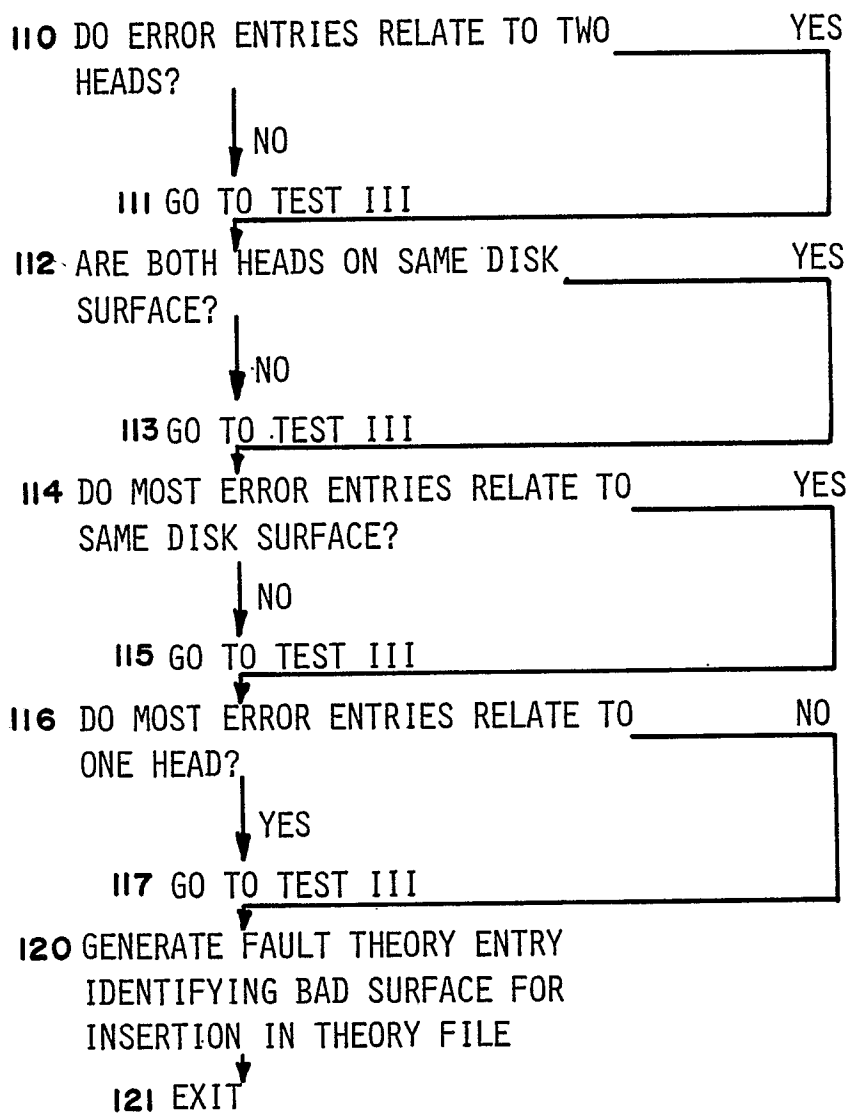 110 DO ERROR ENTRIES RELATE TO TWO YES
HEADS?
NO
111 GO TO TEST III
112 ARE BOTH HEADS ON SAME DISK YES
SURFACE?
NO
113 GO TO TEST III
114 DO MOST ERROR ENTRIES RELATE TO YES
SAME DISK SURFACE?
NO
115 GO TO TEST III
116 DO MOST ERROR ENTRIES RELATE TO NO
ONE HEAD?
YES
117 GO TO TEST III
120 GENERATE FAULT THEORY ENTRY
IDENTIFYING BAD SURFACE FOR
INSERTION IN THEORY FILE
121 EXIT